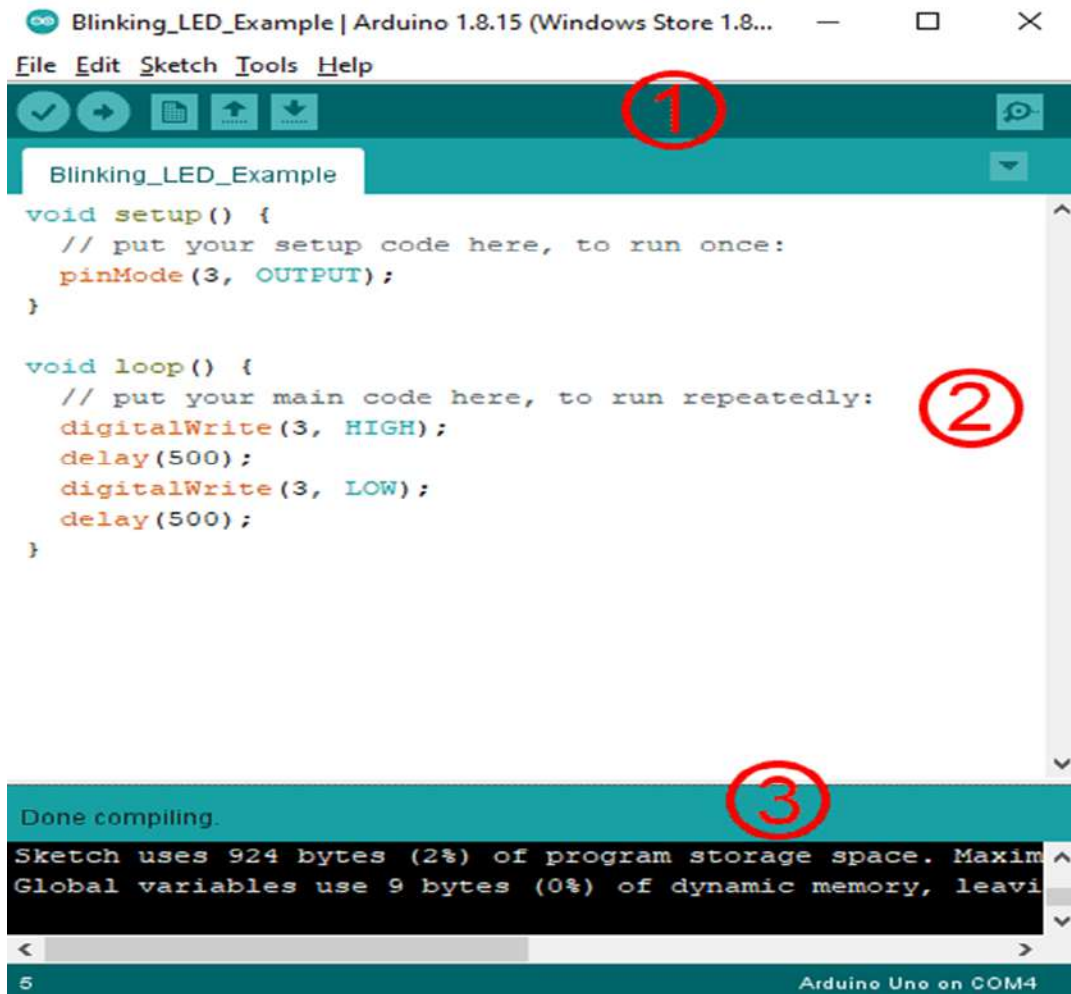 Blinking_LED_Example | Arduino 1.8.15 (Windows Store 1.8...
File Edit Sketch Tools Help
1
Blinking_LED_Example
void setup() {
  // put your setup code here, to run once:
  pinMode(3, OUTPUT);
}
void loop() {
  // put your main code here, to run repeatedly:
2
  digitalWrite(3, HIGH);
  delay(500);
  digitalWrite(3, LOW);
  delay(500);
}
3
Done compiling.
Sketch uses 924 bytes (2%) of program storage space. Maxim
Global variables use 9 bytes (0%) of dynamic memory, leavi
5 Arduino Uno on COM4